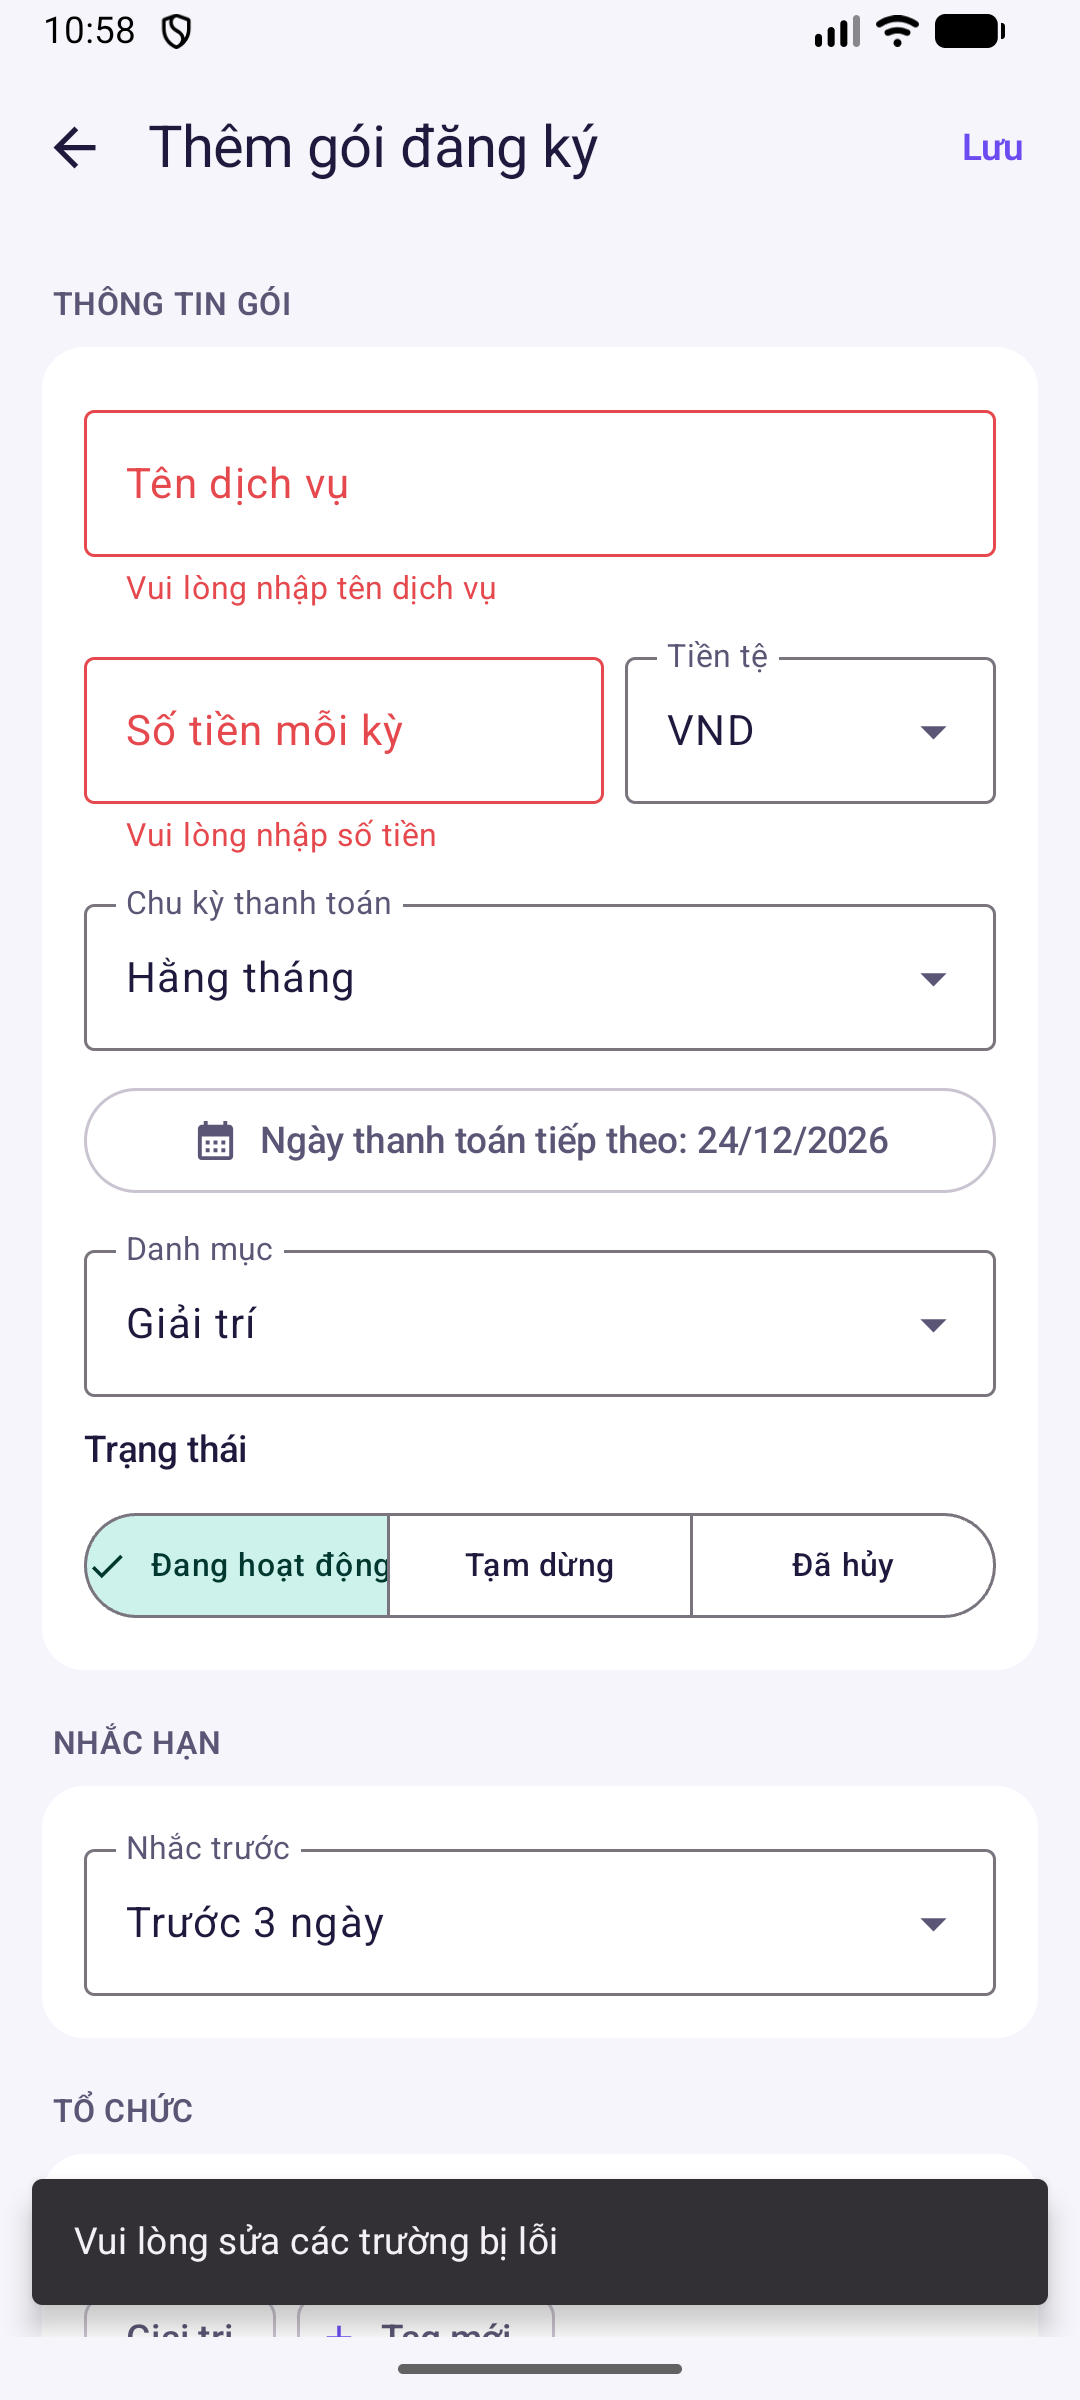 10:58
Thêm gói đăng ký
Lưu
THÔNG TIN GÓI
Tên dịch vụ
Vui lòng nhập tên dịch vụ
Số tiền mỗi kỳ
Tiền tệ
VND
Vui lòng nhập số tiền
Chu kỳ thanh toán
Hằng tháng
Ngày thanh toán tiếp theo: 24/12/2026
Danh mục
Giải trí
Trạng thái
Đang hoạt động
Tạm dừng
Đã hủy
NHẮC HẠN
Nhắc trước
Trước 3 ngày
TỔ CHỨC
Vui lòng sửa các trường bị lỗi
+ Tag mới